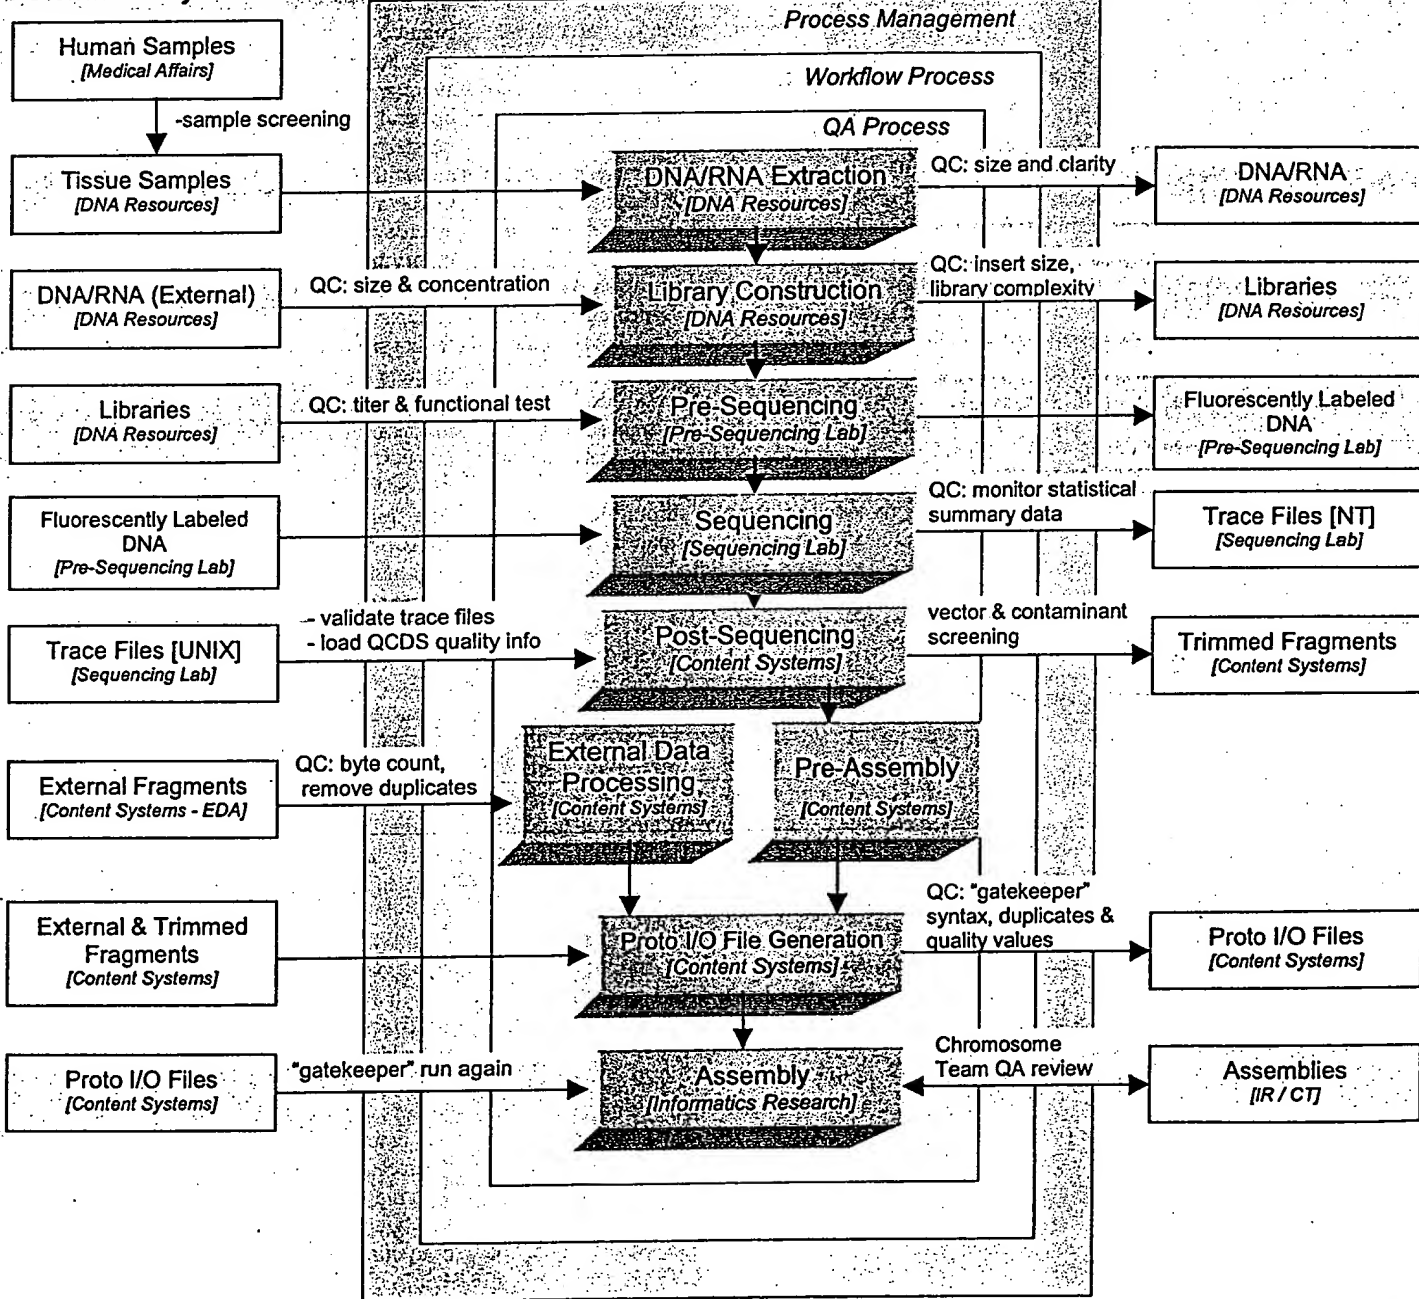 Process Management
Workflow Process
QA Process
Human Samples
[Medical Affairs]
-sample screening
Tissue Samples
[DNA Resources]
DNA/RNA Extraction
[DNA Resources]
QC: size and clarity
DNA/RNA
[DNA Resources]
DNA/RNA (External)
[DNA Resources]
QC: size & concentration
Library Construction
[DNA Resources]
QC: insert size,
library complexity
Libraries
[DNA Resources]
Libraries
[DNA Resources]
QC: titer & functional test
Pre-Sequencing
[Pre-Sequencing Lab]
Fluorescently Labeled
DNA
[Pre-Sequencing Lab]
Fluorescently Labeled
DNA
[Pre-Sequencing Lab]
Sequencing
[Sequencing Lab]
QC: monitor statistical
summary data
Trace Files [NT]
[Sequencing Lab]
Trace Files [UNIX]
[Sequencing Lab]
- validate trace files
- load QCDS quality info
Post-Sequencing
[Content Systems]
vector & contaminant
screening
Trimmed Fragments
[Content Systems]
External Fragments
[Content Systems - EDA]
QC: byte count,
remove duplicates
External Data
Processing
[Content Systems]
Pre-Assembly
[Content Systems]
External & Trimmed
Fragments
[Content Systems]
Proto I/O File Generation
[Content Systems]
QC: "gatekeeper"
syntax, duplicates &
quality values
Proto I/O Files
[Content Systems]
Proto I/O Files
[Content Systems]
"gatekeeper" run again
Assembly
[Informatics Research]
Chromosome
Team QA review
Assemblies
[IR / CT]